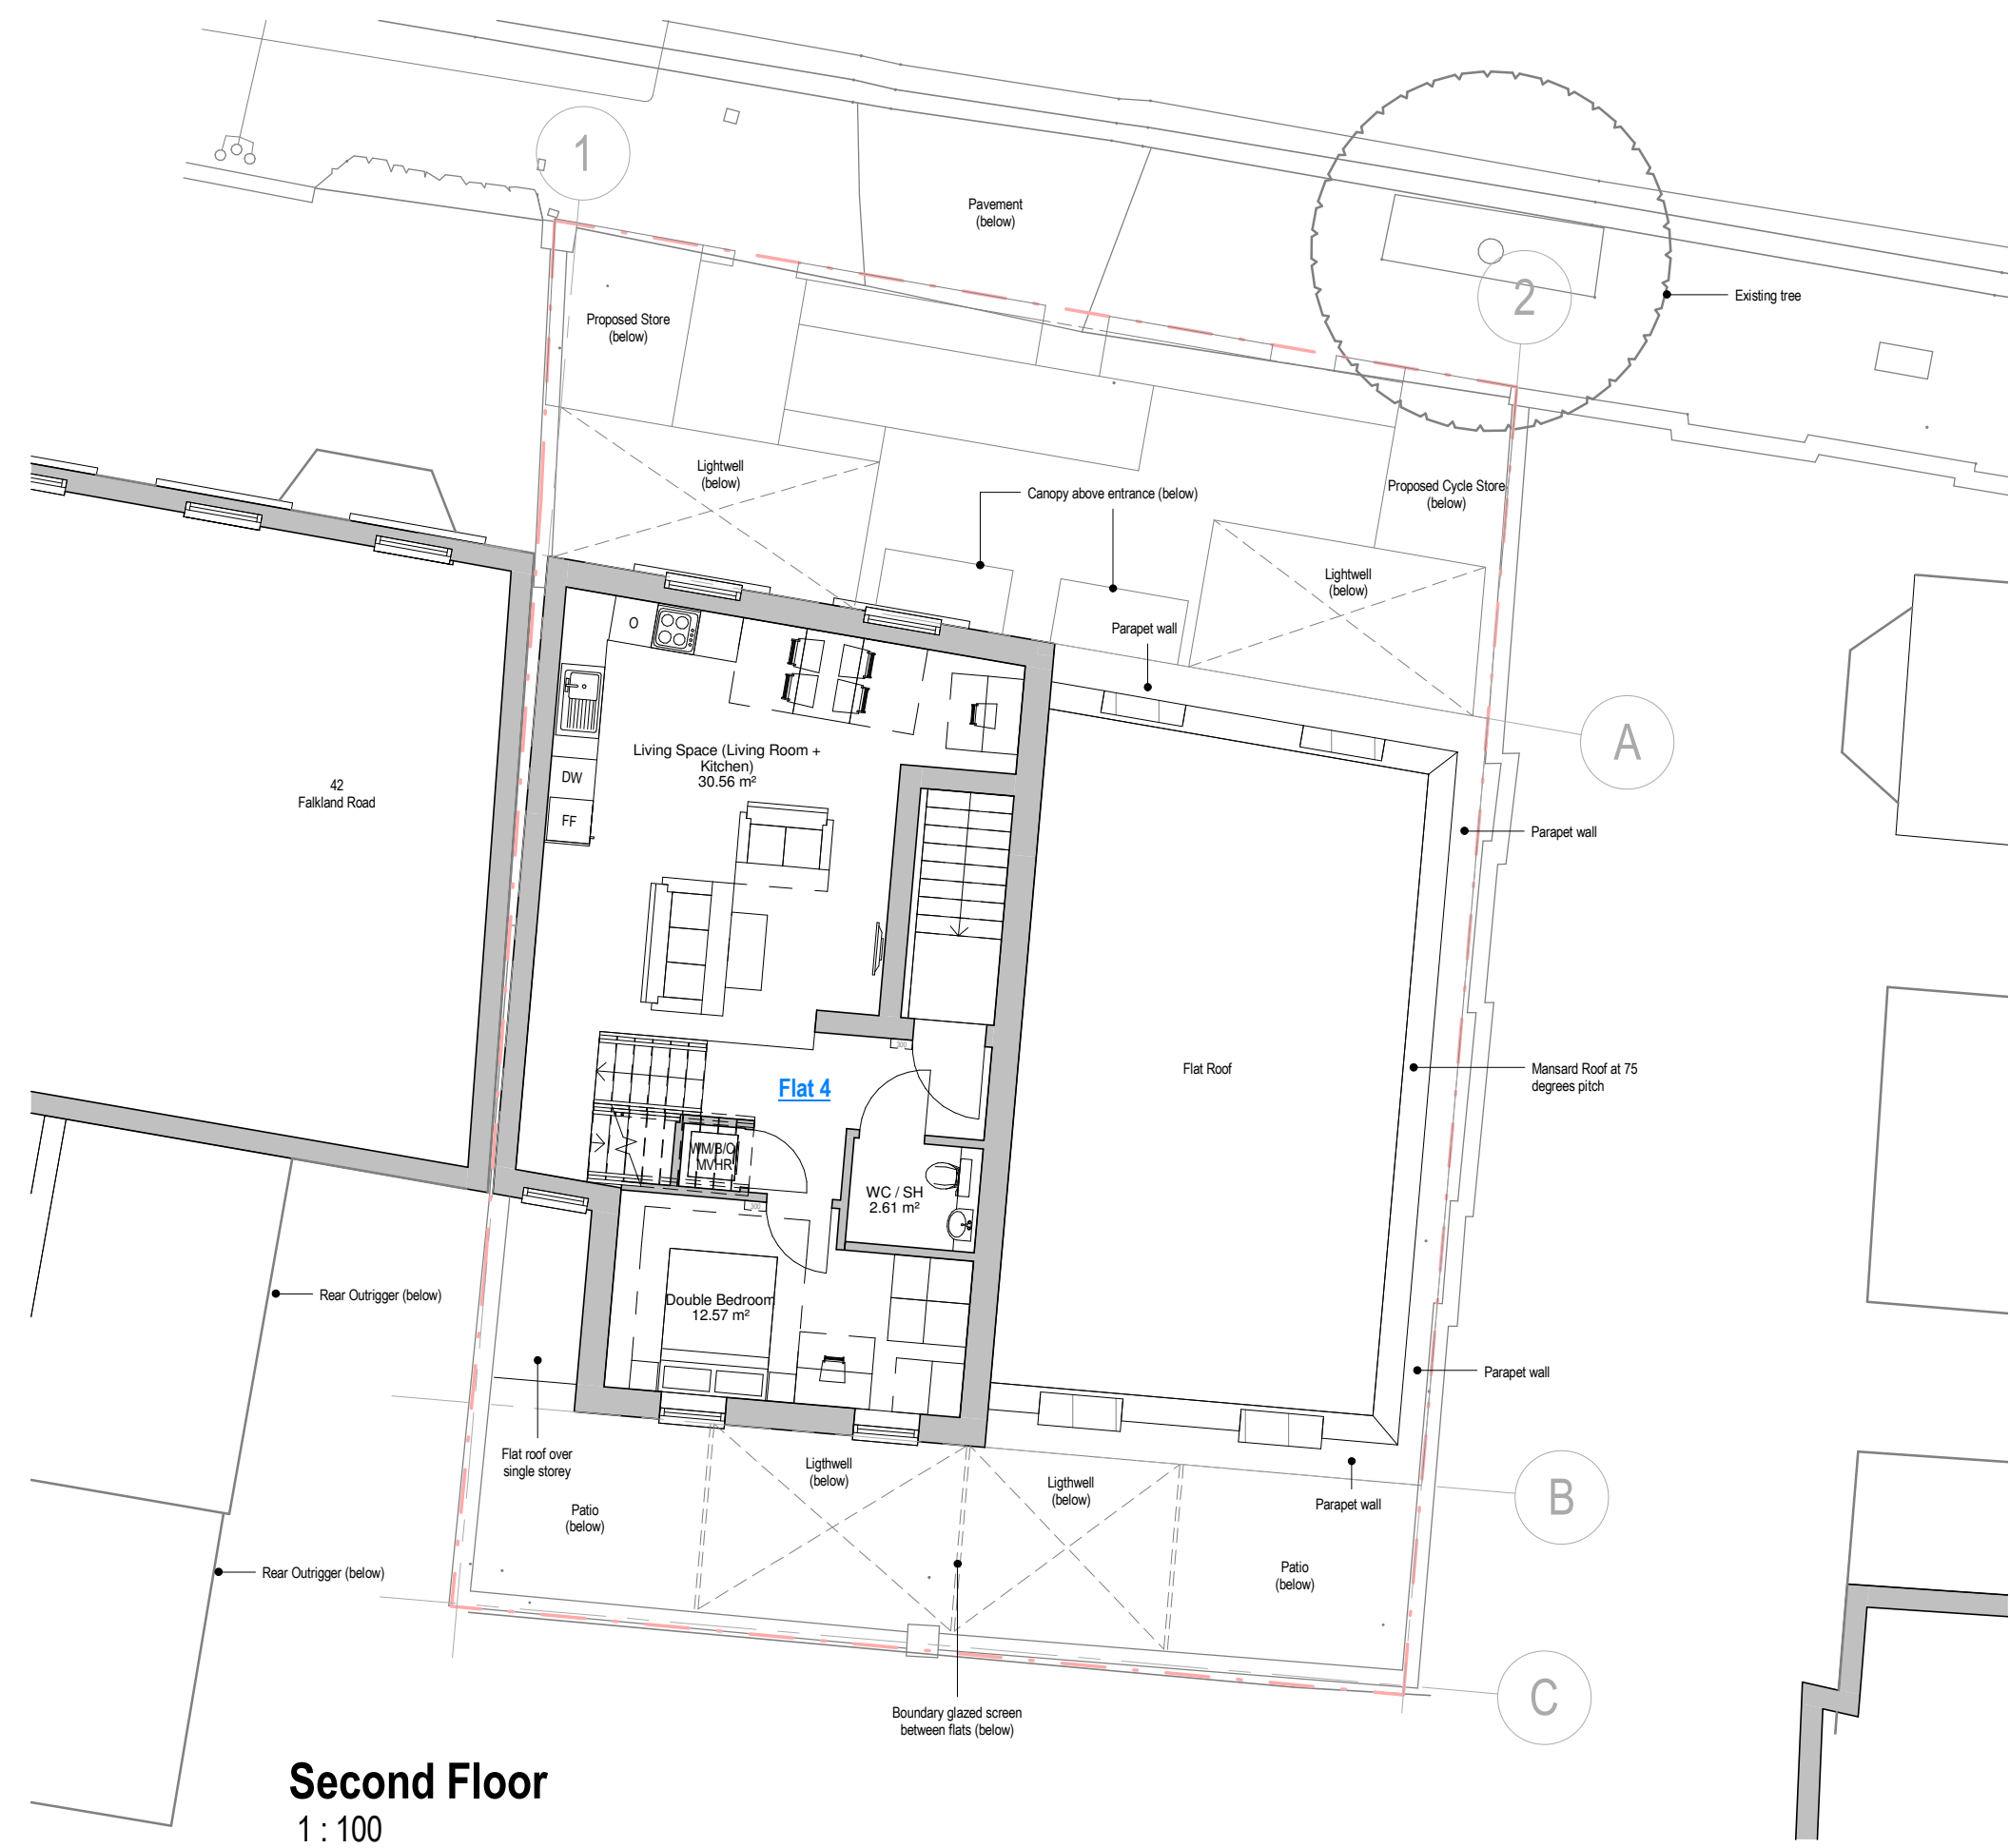 1
Pavement
(below)
2
Existing tree
Proposed Store
(below)
Lightwell
(below)
Canopy above entrance (below)
Proposed Cycle Store
(below)
Lightwell
(below)
Parapet wall
O
A
Living Space (Living Room +
Kitchen)
30.56 m²
DW
FF
42
Falkland Road
Parapet wall
300
Flat Roof
Mansard Roof at 75
degrees pitch
Flat 4
WM/B/C/
MVHR
WC / SH
2.61 m²
300
Rear Outrigger (below)
Double Bedroom
12.57 m²
Parapet wall
Flat roof over
single storey
Ligthwell
(below)
Ligthwell
(below)
B
Parapet wall
Patio
(below)
Rear Outrigger (below)
Patio
(below)
C
Boundary glazed screen
between flats (below)
Second Floor
1 : 100